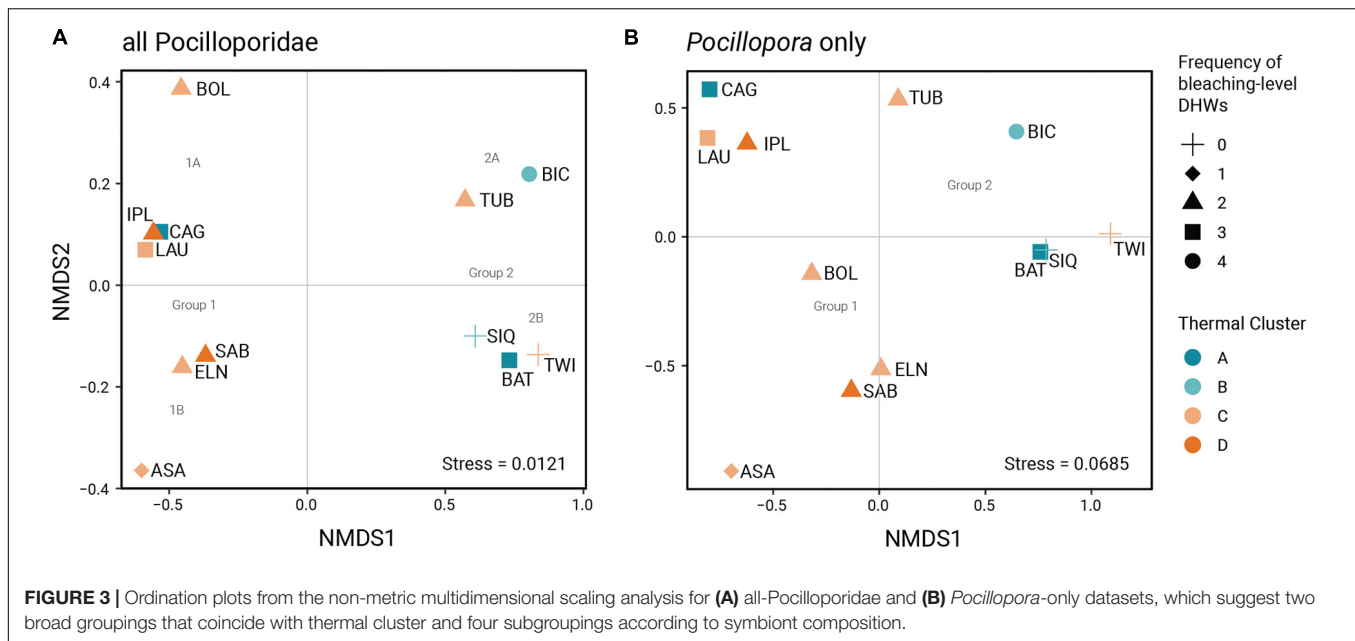 A all Pocilloporidae
0.4
0.2
0.0
−0.2
−0.4
NMDS2
BOL
1A
2A
BIC
TUB
IPL
CAG
LAU
Group 2
Group 1
2B
SIQ
SAB
TWI
ELN
BAT
1B
ASA
Stress = 0.0121
−0.5 0.0 0.5 1.0
NMDS1
B Pocillopora only
0.5
0.0
−0.5
CAG
TUB
LAU
IPL
BIC
Group 2
TWI
BAT
SIQ
BOL
Group 1
ELN
SAB
ASA
Stress = 0.0685
−0.5 0.0 0.5 1.0
NMDS1
Frequency of
bleaching-level
DHWs
0
1
2
3
4
Thermal Cluster
A
B
C
D
FIGURE 3 | Ordination plots from the non-metric multidimensional scaling analysis for (A) all-Pocilloporidae and (B) Pocillopora-only datasets, which suggest two
broad groupings that coincide with thermal cluster and four subgroupings according to symbiont composition.